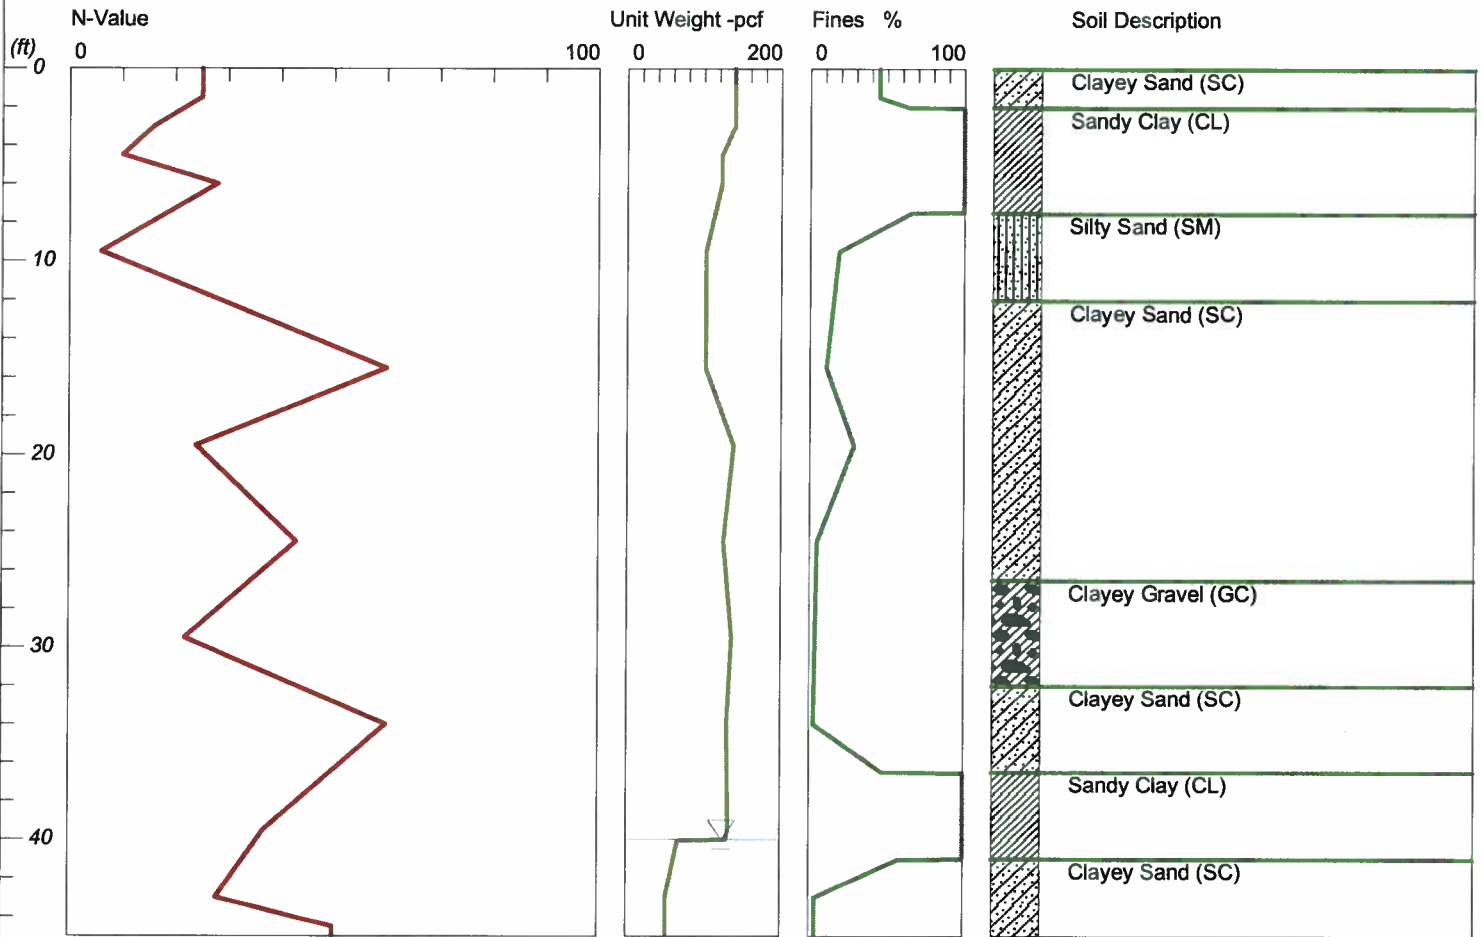 N-Value Unit Weight -pcf Fines % Soil Description
(ft) 0 100 0 200 0 100
0
Clayey Sand (SC)
Sandy Clay (CL)
Silty Sand (SM)
10
Clayey Sand (SC)
20
Clayey Gravel (GC)
30
Clayey Sand (SC)
Sandy Clay (CL)
40
Clayey Sand (SC)